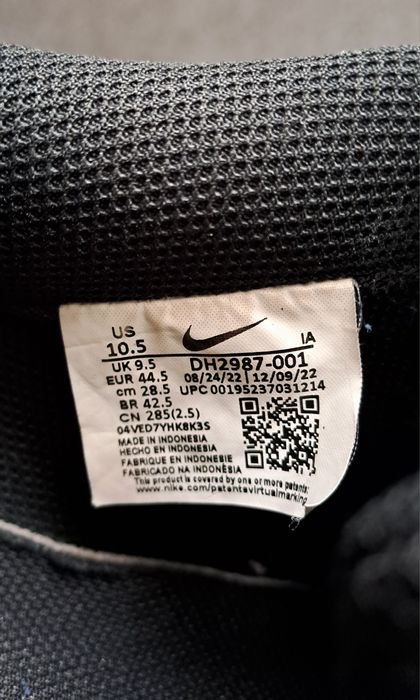 US
10.5
IA
UK 9.5
DH2987-001
EUR 44.5
08/24/22 | 12/09/22
cm 28.5
UPC 00195237031214
BR 42.5
CN 285(2.5)
04VED7YHK8K3S
MADE IN INDONESIA
HECHO EN INDONESIA
FABRIQUE EN INDONESIE
FABRICADO NA INDONÉSIA
This product is covered by one or more patents
www.nike.com/patentsvirtualmarking